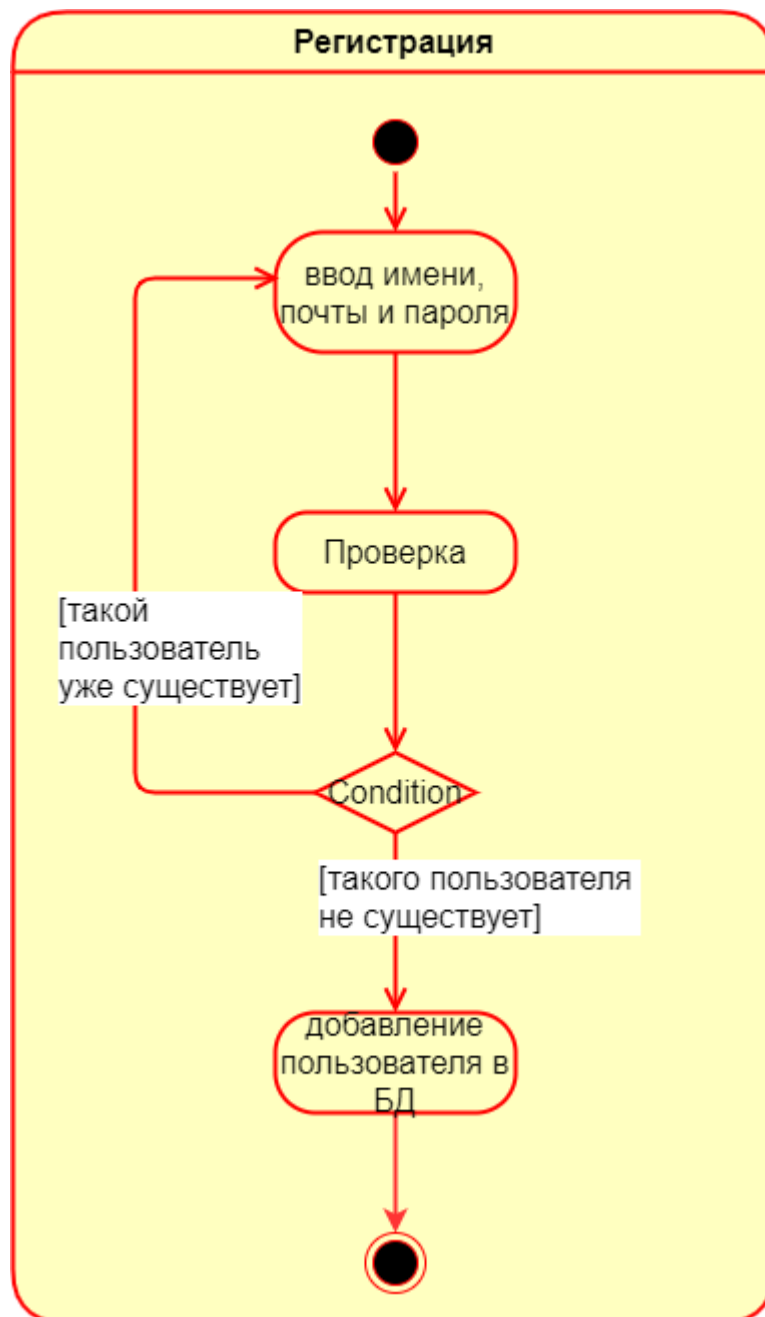 Регистрация
ввод имени,
почты и пароля
Проверка
[такой
пользователь
уже существует]
Condition
[такого пользователя
не существует]
добавление
пользователя в
БД